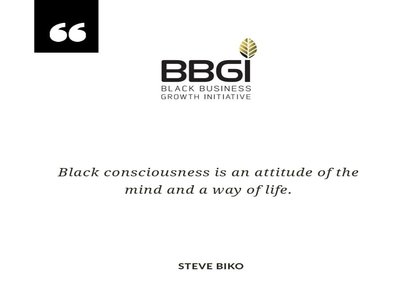 “
BBGI
BLACK BUSINESS
GROWTH INITIATIVE
Black consciousness is an attitude of the
mind and a way of life.
STEVE BIKO